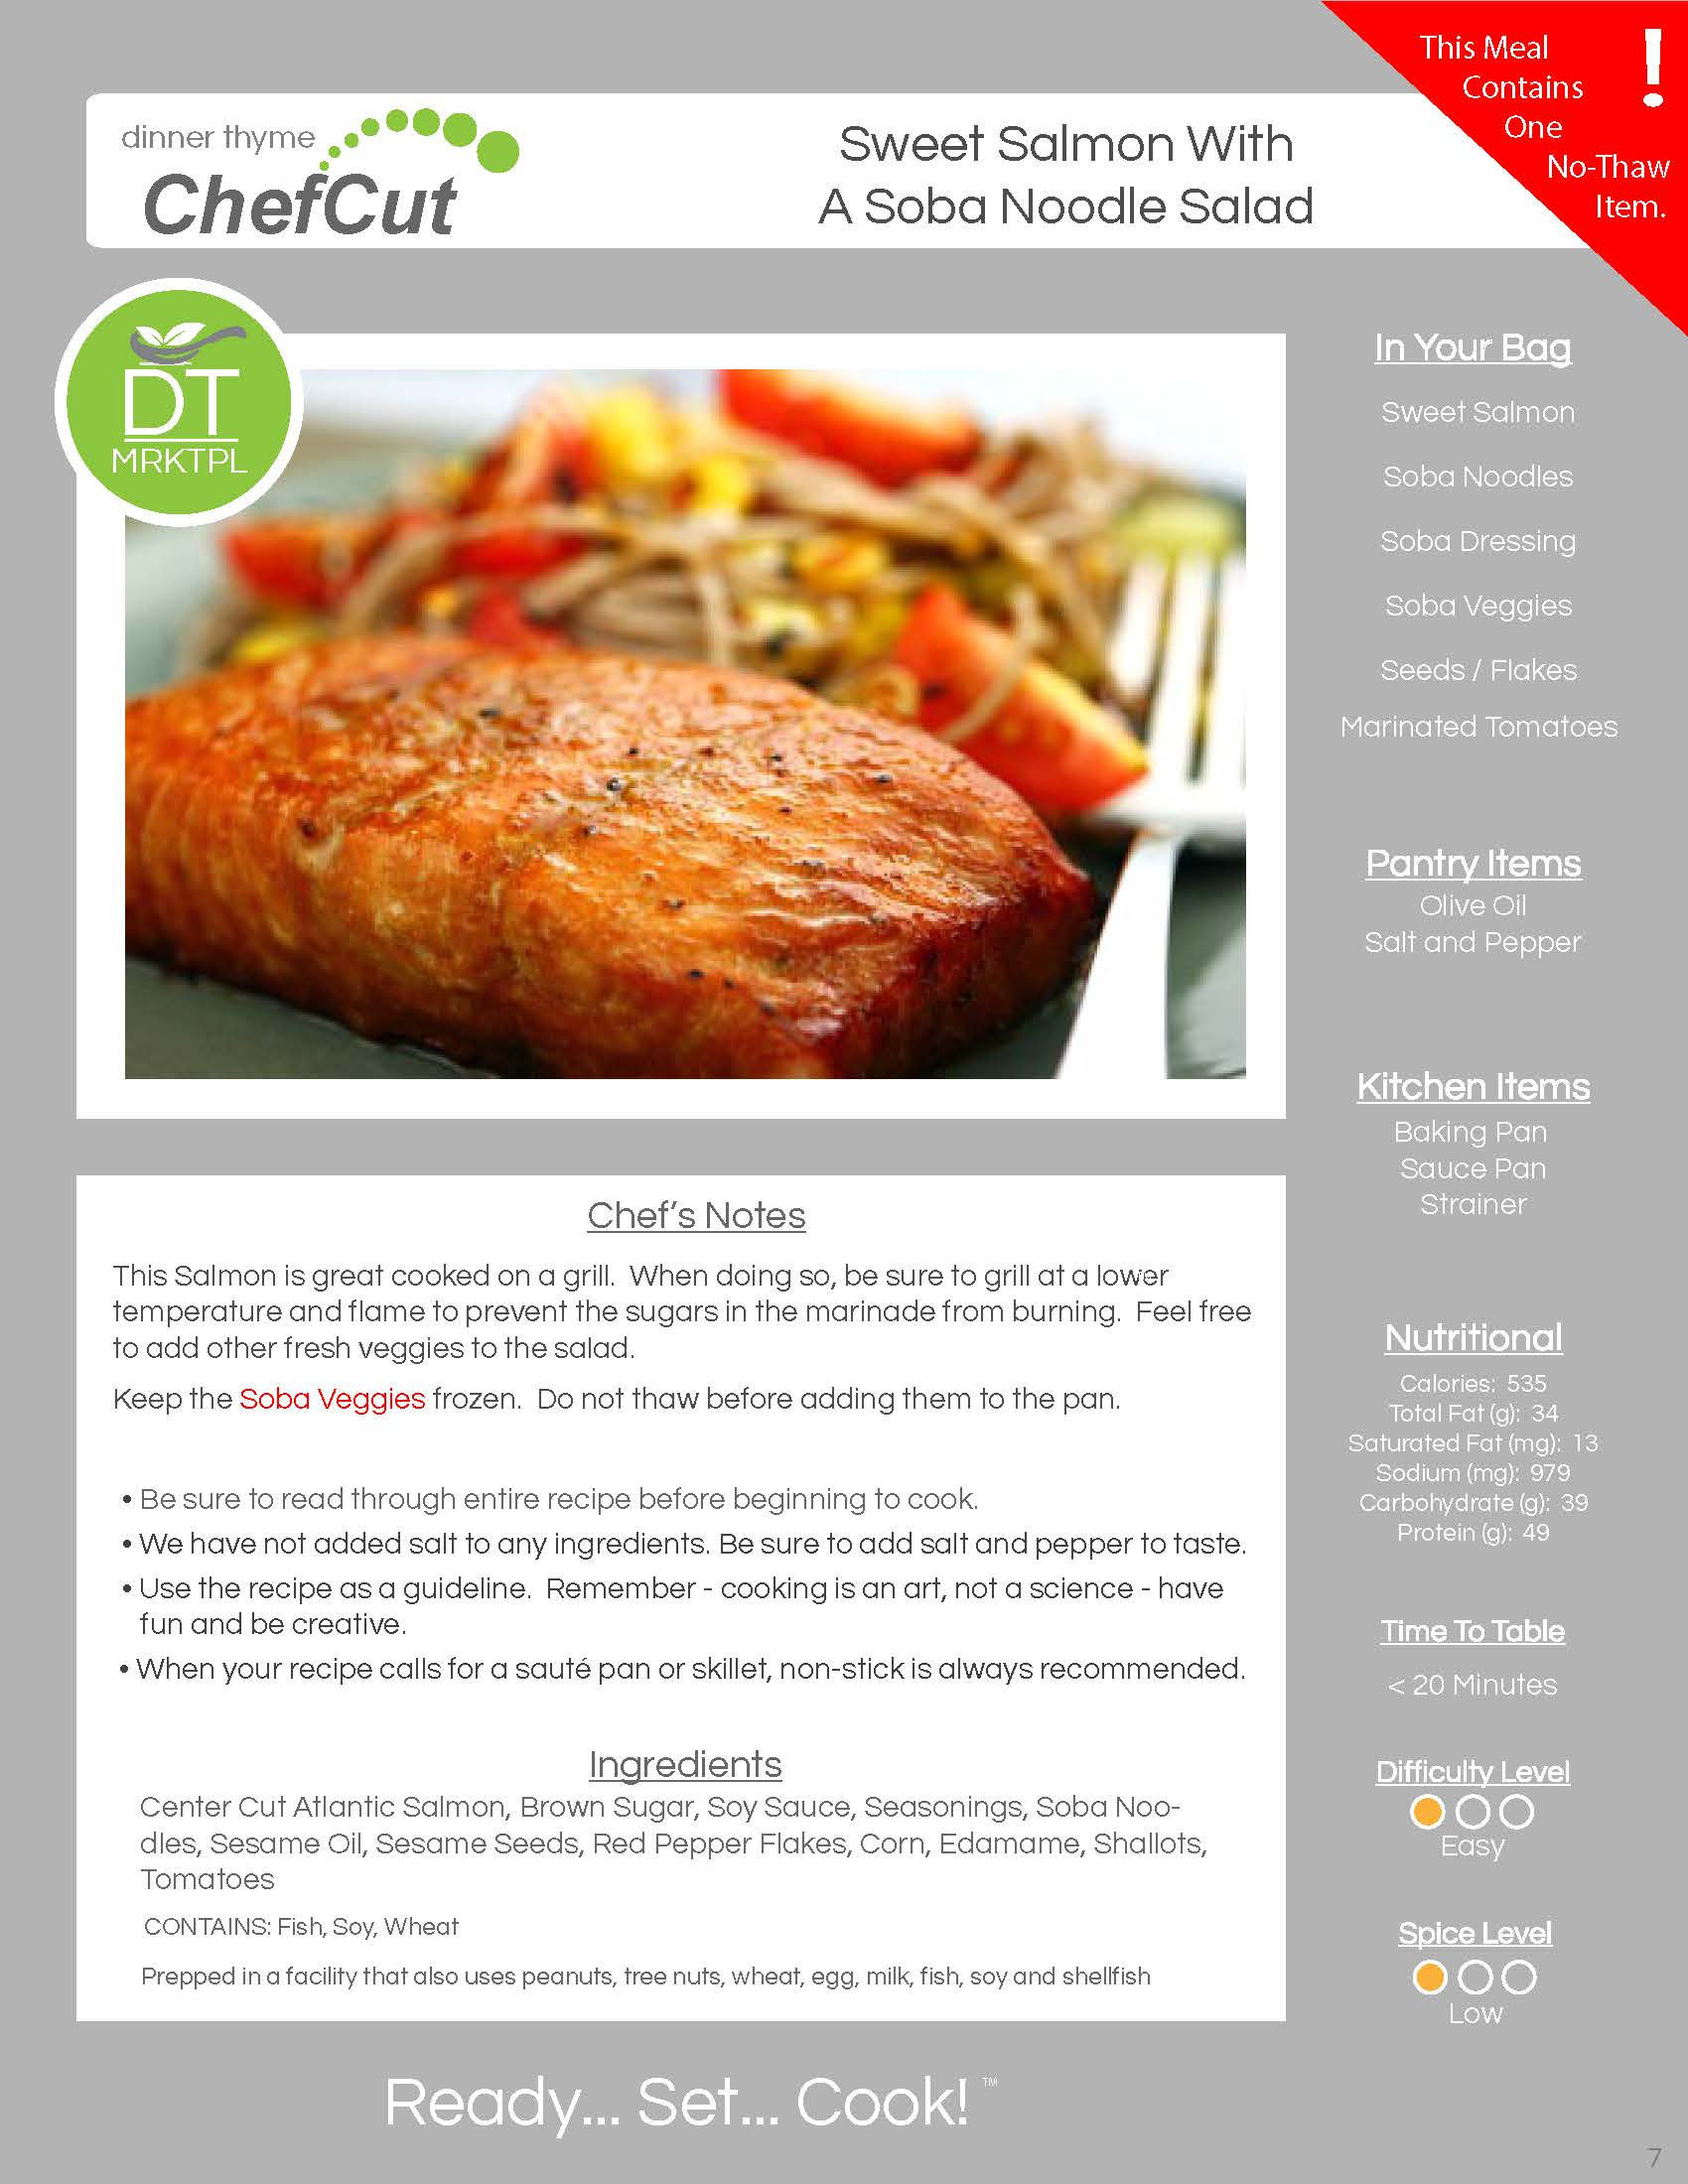 This Meal
Contains
One
No-Thaw
Item.
!
dinner thyme
ChefCut
Sweet Salmon With
A Soba Noodle Salad
DT
MRKTPL
In Your Bag
Sweet Salmon
Soba Noodles
Soba Dressing
Soba Veggies
Seeds / Flakes
Marinated Tomatoes
Pantry Items
Olive Oil
Salt and Pepper
Kitchen Items
Baking Pan
Sauce Pan
Strainer
Nutritional
Calories: 535
Total Fat (g): 34
Saturated Fat (mg): 13
Sodium (mg): 979
Carbohydrate (g): 39
Protein (g): 49
Time To Table
< 20 Minutes
Difficulty Level
Easy
Spice Level
Low
Chef's Notes
This Salmon is great cooked on a grill. When doing so, be sure to grill at a lower
temperature and flame to prevent the sugars in the marinade from burning. Feel free
to add other fresh veggies to the salad.
Keep the Soba Veggies frozen. Do not thaw before adding them to the pan.
• Be sure to read through entire recipe before beginning to cook.
• We have not added salt to any ingredients. Be sure to add salt and pepper to taste.
• Use the recipe as a guideline. Remember - cooking is an art, not a science - have
fun and be creative.
• When your recipe calls for a sauté pan or skillet, non-stick is always recommended.
Ingredients
Center Cut Atlantic Salmon, Brown Sugar, Soy Sauce, Seasonings, Soba Noo-
dles, Sesame Oil, Sesame Seeds, Red Pepper Flakes, Corn, Edamame, Shallots,
Tomatoes
CONTAINS: Fish, Soy, Wheat
Prepped in a facility that also uses peanuts, tree nuts, wheat, egg, milk, fish, soy and shellfish
Ready... Set... Cook! ™
7